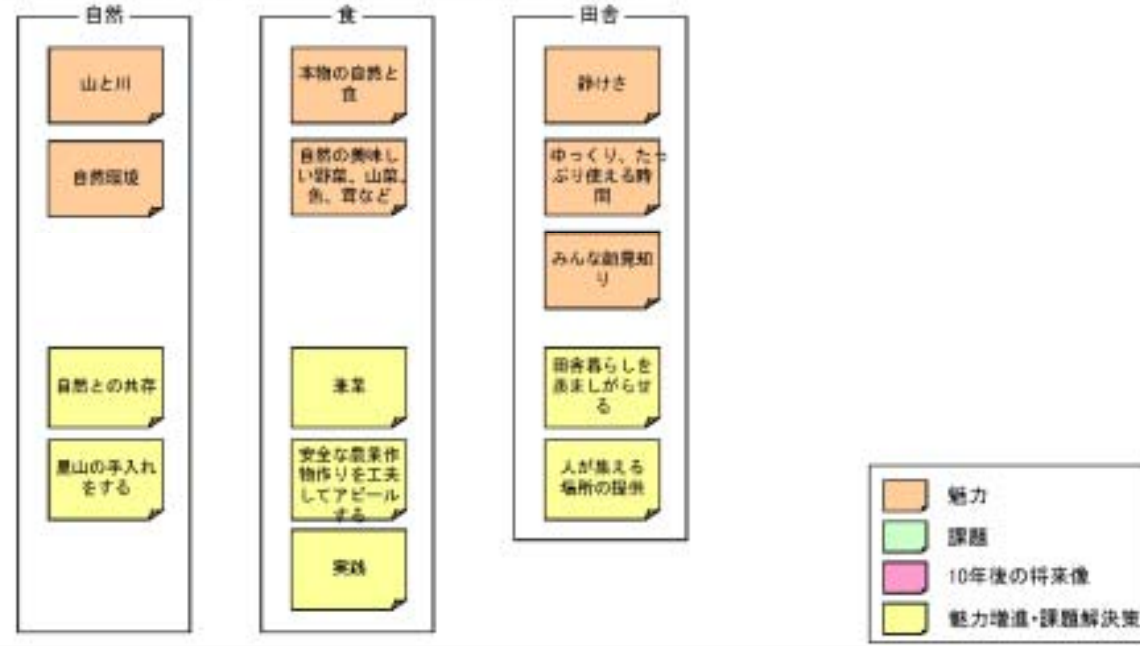 自然
山と川
自然環境
自然との共存
里山の手入れ
をする
食
本物の自然と
食
自然の美味し
い野菜、山菜、
魚、茸など
兼業
安全な農業作
物作りを工夫
してアピール
する
実践
田舎
静けさ
ゆっくり、たっ
ぷり使える時
間
みんな顔見知
り
田舎暮らしを
羨ましがらせ
る
人が集える
場所の提供
魅力
課題
10年後の将来像
魅力増進・課題解決策